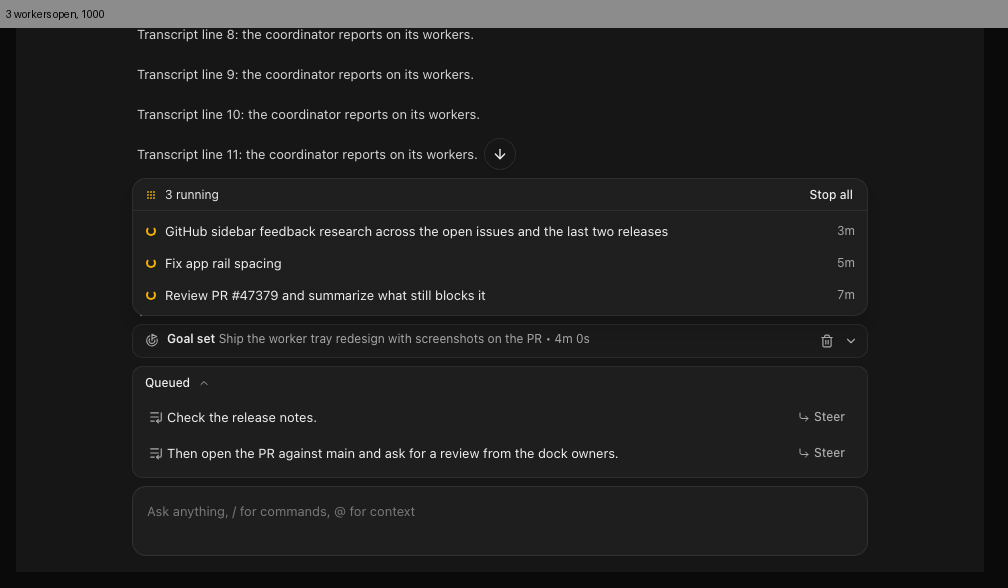 3 workers open, 1000
Transcript line 8: the coordinator reports on its workers.
Transcript line 9: the coordinator reports on its workers.
Transcript line 10: the coordinator reports on its workers.
Transcript line 11: the coordinator reports on its workers.
3 running Stop all
GitHub sidebar feedback research across the open issues and the last two releases 3m
Fix app rail spacing 5m
Review PR #47379 and summarize what still blocks it 7m
Goal set Ship the worker tray redesign with screenshots on the PR • 4m 0s
Queued
Check the release notes. Steer
Then open the PR against main and ask for a review from the dock owners. Steer
Ask anything, / for commands, @ for context